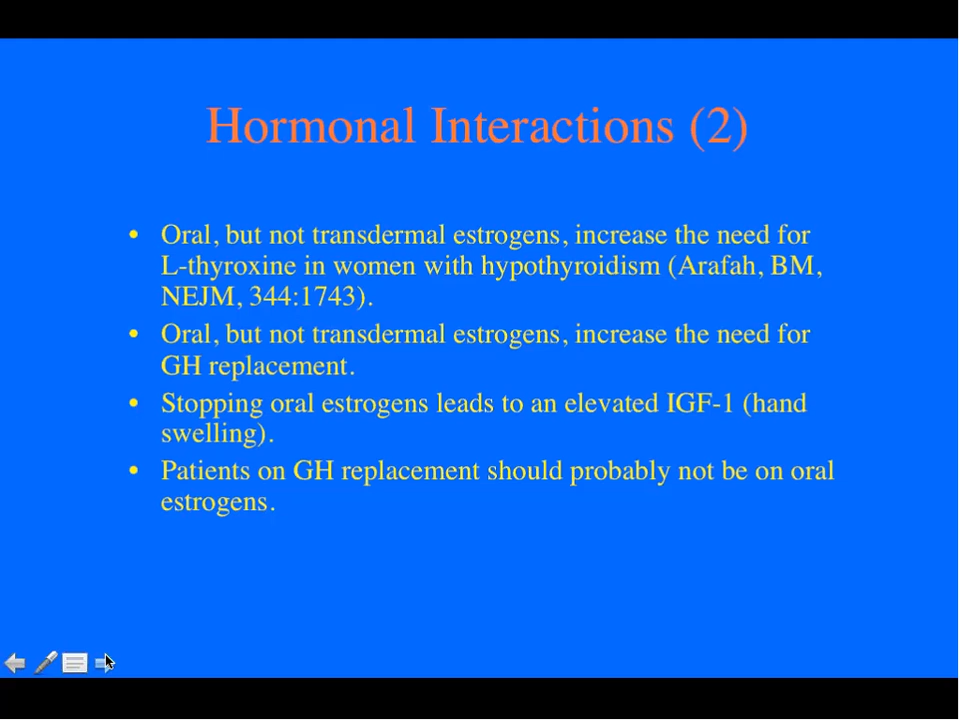 Hormonal Interactions (2)
• Oral, but not transdermal estrogens, increase the need for
L-thyroxine in women with hypothyroidism (Arafah, BM,
NEJM, 344:1743).
• Oral, but not transdermal estrogens, increase the need for
GH replacement.
• Stopping oral estrogens leads to an elevated IGF-1 (hand
swelling).
• Patients on GH replacement should probably not be on oral
estrogens.